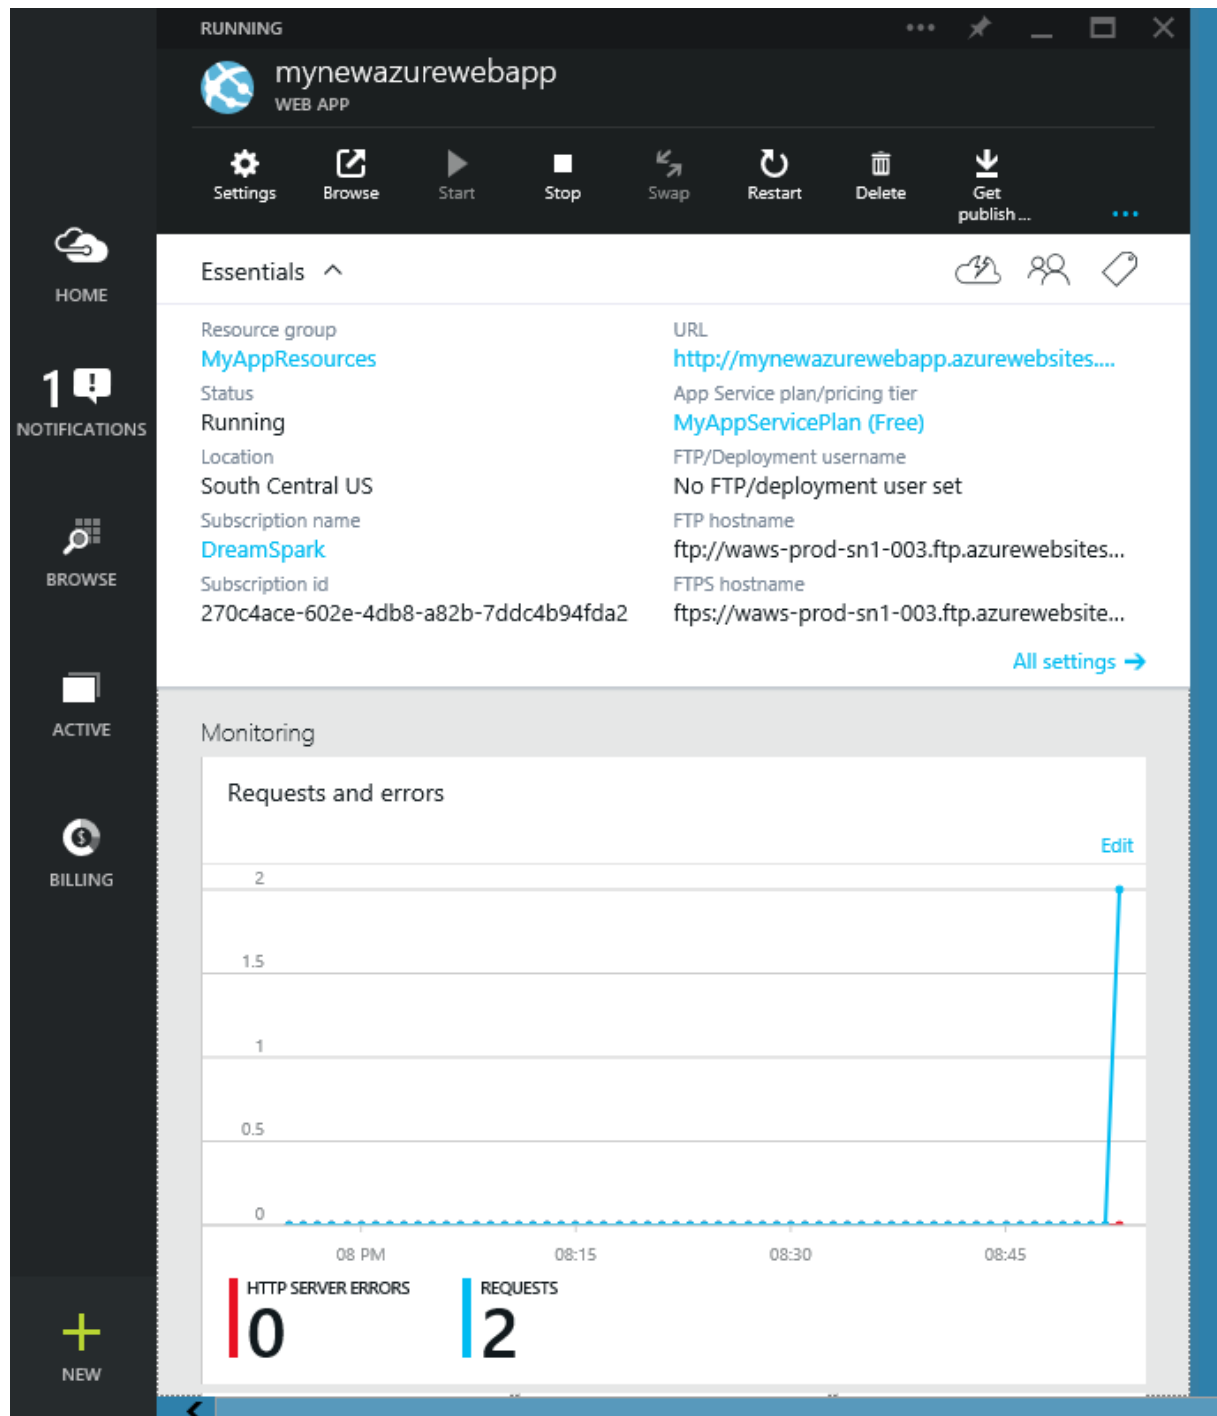 RUNNING
mynewazurewebapp
WEB APP
Settings
Browse
Start
Stop
Swap
Restart
Delete
Get
publish ...
HOME
1
NOTIFICATIONS
BROWSE
ACTIVE
BILLING
NEW
Essentials
Resource group
MyAppResources
Status
Running
Location
South Central US
Subscription name
DreamSpark
Subscription id
270c4ace-602e-4db8-a82b-7ddc4b94fda2
URL
http://mynewazurewebapp.azurewebsites....
App Service plan/pricing tier
MyAppServicePlan (Free)
FTP/Deployment username
No FTP/deployment user set
FTP hostname
ftp://waws-prod-sn1-003.ftp.azurewebsites...
FTPS hostname
ftps://waws-prod-sn1-003.ftp.azurewebsite...
All settings
Monitoring
Requests and errors
Edit
2
1.5
1
0.5
0
08 PM
08:15
08:30
08:45
HTTP SERVER ERRORS
0
REQUESTS
2